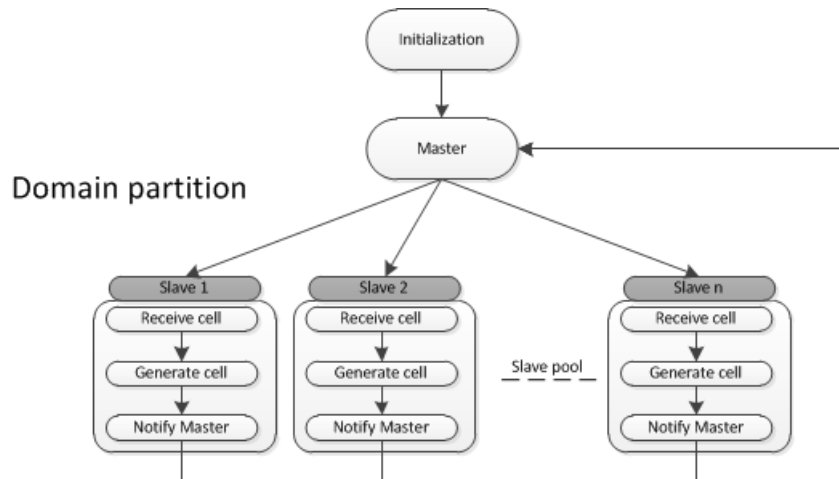 Initialization
Master
Domain partition
Slave 1
Slave 2
Slave n
Receive cell
Receive cell
Receive cell
Slave pool
Generate cell
Generate cell
Generate cell
Notify Master
Notify Master
Notify Master